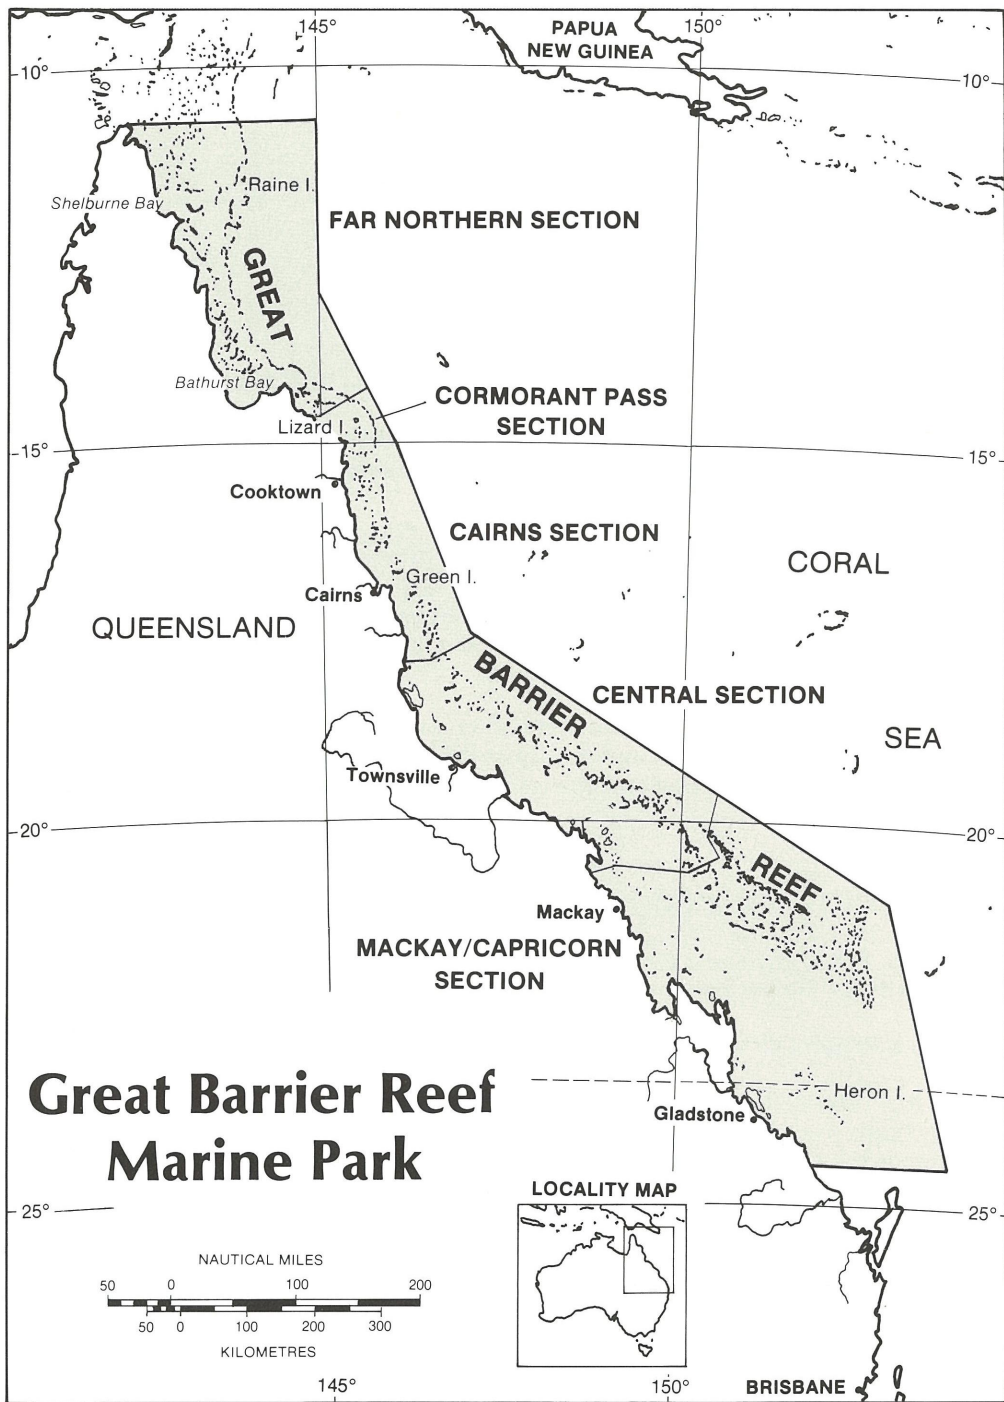 145°
150°
PAPUA
NEW GUINEA
10°
10°
Raine I.
Shelburne Bay
FAR NORTHERN SECTION
GREAT
Bathurst Bay
CORMORANT PASS
SECTION
Lizard I.
15°
15°
Cooktown
CAIRNS SECTION
CORAL
Green I.
Cairns
QUEENSLAND
BARRIER
CENTRAL SECTION
SEA
Townsville
20°
20°
REEF
Mackay
MACKAY/CAPRICORN
SECTION
Heron I.
Gladstone
Great Barrier Reef
Marine Park
LOCALITY MAP
25°
25°
NAUTICAL MILES
50 0 100 200
50 0 100 200 300
KILOMETRES
145°
150°
BRISBANE